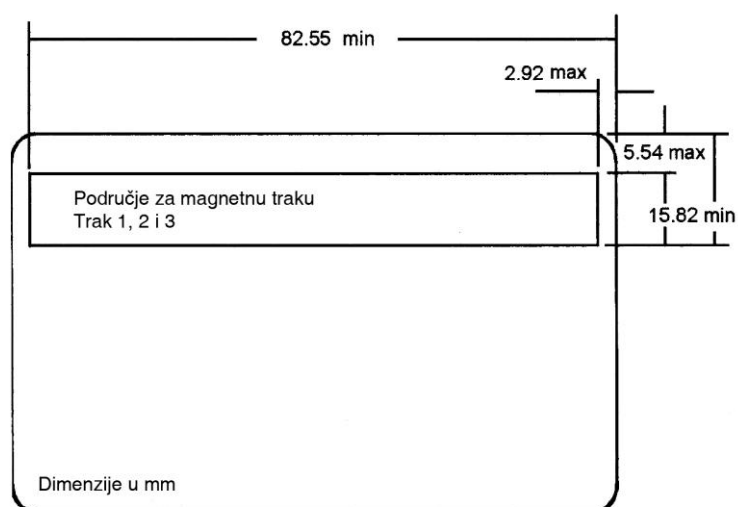 82.55 min
2.92 max
5.54 max
15.82 min
Područje za magnetnu traku
Trak 1, 2 i 3
Dimenzije u mm